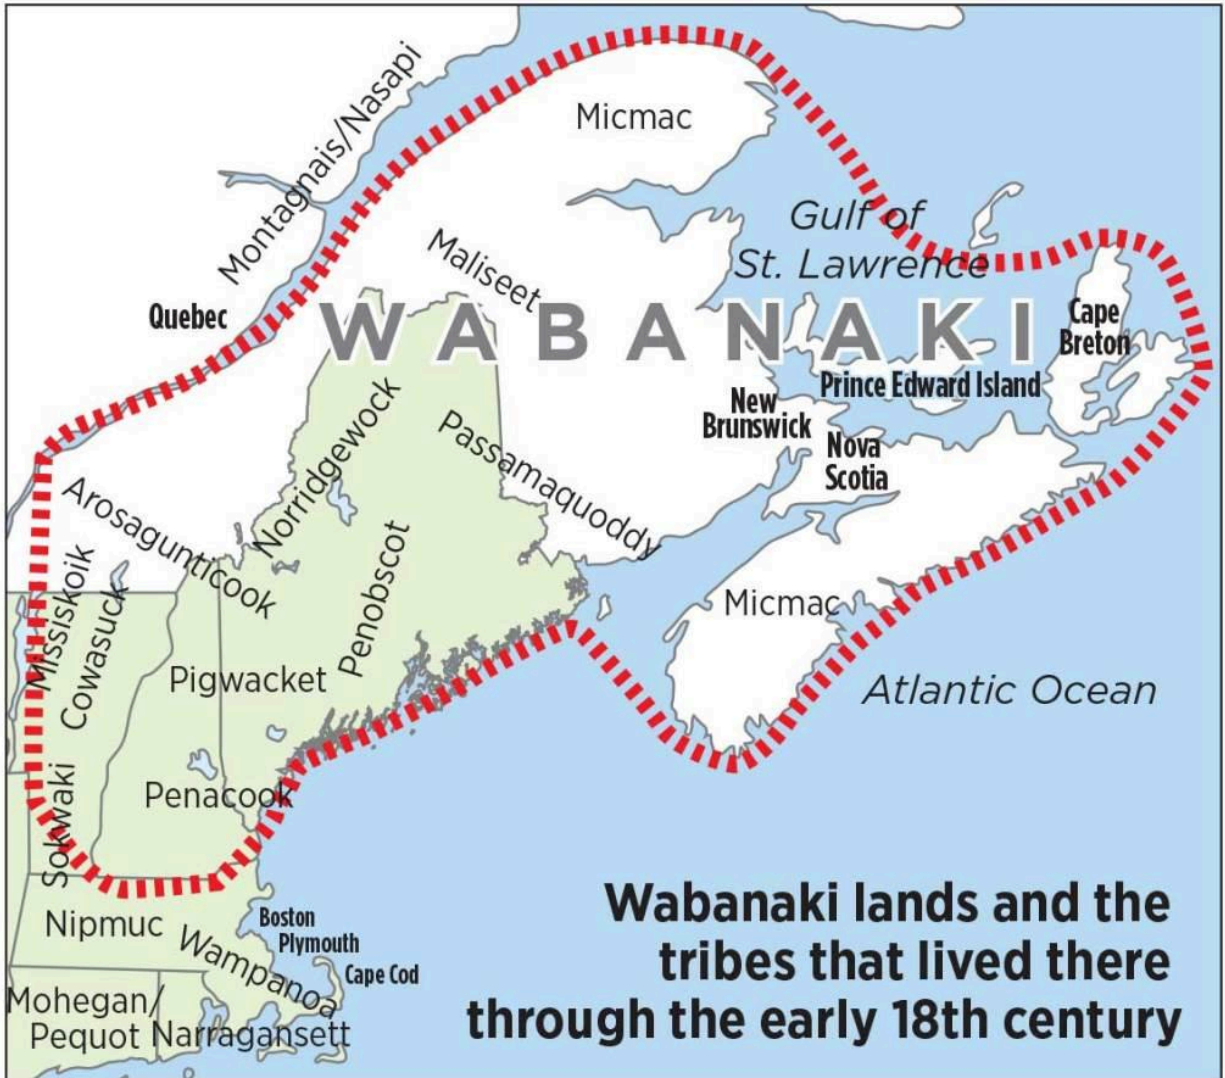 Montagnais/Nasapi
Micmac
Gulf of
St. Lawrence
Maliseet
Quebec
WABANAKI
Cape
Breton
Prince Edward Island
New
Brunswick
Nova
Scotia
Norridgewock
Passamaquoddy
Arosagunticook
Missiskoik
Cowasuck
Penobscot
Micmac
Pigwacket
Atlantic Ocean
Sokwaki
Penacook
Nipmuc
Wampanoa
Boston
Plymouth
Cape Cod
Mohegan/
Pequot
Narragansett
Wabanaki lands and the
tribes that lived there
through the early 18th century